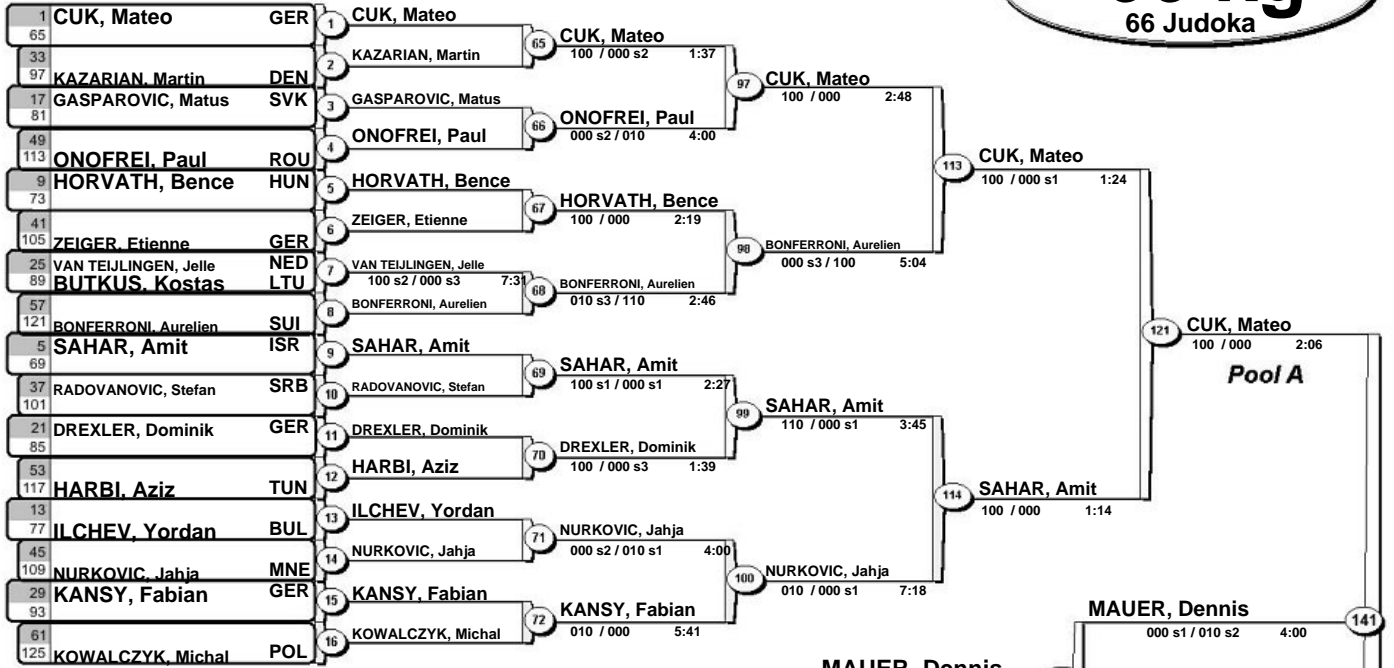 66 Judoka
1 CUK, Mateo GER
65
33
97 KAZARIAN, Martin DEN
17 GASPAROVIC, Matus SVK
81
49
113 ONOFREI, Paul ROU
9 HORVATH, Bence HUN
73
41
105 ZEIGER, Etienne GER
25 VAN TEIJLINGEN, Jelle NED
89 BUTKUS, Kostas LTU
57
121 BONFERRONI, Aurelien SUI
5 SAHAR, Amit ISR
69
37 RADOVANOVIC, Stefan SRB
101
21 DREXLER, Dominik GER
85
53
117 HARBI, Aziz TUN
13
77 ILCHEV, Yordan BUL
45
109 NURKOVIC, Jahja MNE
29 KANSY, Fabian GER
93
61
125 KOWALCZYK, Michal POL
1 CUK, Mateo
2 KAZARIAN, Martin
3 GASPAROVIC, Matus
4 ONOFREI, Paul
5 HORVATH, Bence
6 ZEIGER, Etienne
7 VAN TEIJLINGEN, Jelle
100 s2 / 000 s3 7:31
8 BONFERRONI, Aurelien
9 SAHAR, Amit
10 RADOVANOVIC, Stefan
11 DREXLER, Dominik
12 HARBI, Aziz
13 ILCHEV, Yordan
14 NURKOVIC, Jahja
15 KANSY, Fabian
16 KOWALCZYK, Michal
65 CUK, Mateo
100 / 000 s2 1:37
66 ONOFREI, Paul
000 s2 / 010 4:00
67 HORVATH, Bence
100 / 000 2:19
68 BONFERRONI, Aurelien
010 s3 / 110 2:46
69 SAHAR, Amit
100 s1 / 000 s1 2:27
70 DREXLER, Dominik
100 / 000 s3 1:39
71 NURKOVIC, Jahja
000 s2 / 010 s1 4:00
72 KANSY, Fabian
010 / 000 5:41
97 CUK, Mateo
100 / 000 2:48
98 BONFERRONI, Aurelien
000 s3 / 100 5:04
99 SAHAR, Amit
110 / 000 s1 3:45
100 NURKOVIC, Jahja
010 / 000 s1 7:18
113 CUK, Mateo
100 / 000 s1 1:24
114 SAHAR, Amit
100 / 000 1:14
121 CUK, Mateo
100 / 000 2:06
Pool A
MAUER, Dennis
000 s1 / 010 s2 4:00
141
MAUER, Dennis